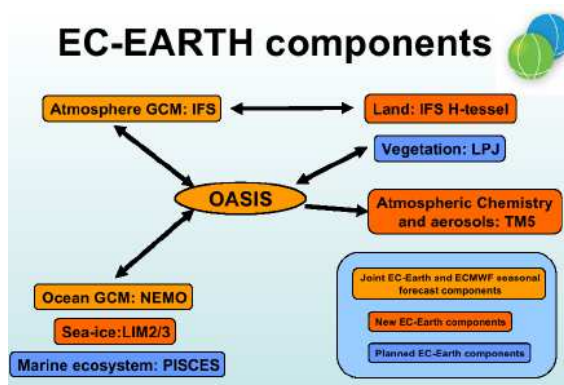 EC-EARTH components
Atmosphere GCM: IFS
Land: IFS H-tessel
Vegetation: LPJ
OASIS
Atmospheric Chemistry
and aerosols: TM5
Ocean GCM: NEMO
Sea-ice:LIM2/3
Marine ecosystem: PISCES
Joint EC-Earth and ECMWF seasonal
forecast components
New EC-Earth components
Planned EC-Earth components